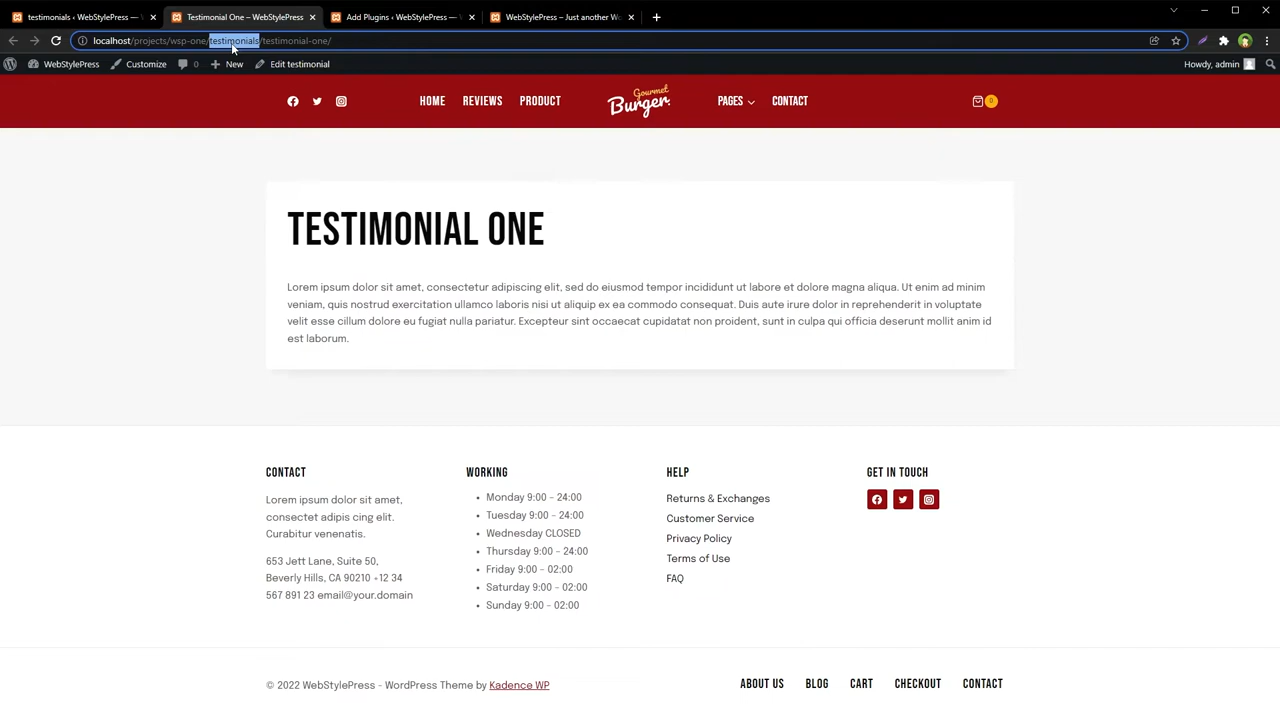 testimonials ‹ WebStylePress —
Testimonial One – WebStylePress
Add Plugins ‹ WebStylePress —
WebStylePress – Just another Wo
localhost/projects/wsp-one/testimonials/testimonial-one/
WebStylePress
Customize
0
New
Edit testimonial
Howdy, admin
HOME
REVIEWS
PRODUCT
Gourmet
Burger
PAGES
CONTACT
0
TESTIMONIAL ONE
Lorem ipsum dolor sit amet, consectetur adipiscing elit, sed do eiusmod tempor incididunt ut labore et dolore magna aliqua. Ut enim ad minim
veniam, quis nostrud exercitation ullamco laboris nisi ut aliquip ex ea commodo consequat. Duis aute irure dolor in reprehenderit in voluptate
velit esse cillum dolore eu fugiat nulla pariatur. Excepteur sint occaecat cupidatat non proident, sunt in culpa qui officia deserunt mollit anim id
est laborum.
CONTACT
Lorem ipsum dolor sit amet,
consectet adipis cing elit.
Curabitur venenatis.
653 Jett Lane, Suite 50,
Beverly Hills, CA 90210 +12 34
567 891 23 email@your.domain
WORKING
Monday 9:00 – 24:00
Tuesday 9:00 – 24:00
Wednesday CLOSED
Thursday 9:00 – 24:00
Friday 9:00 – 02:00
Saturday 9:00 – 02:00
Sunday 9:00 – 02:00
HELP
Returns & Exchanges
Customer Service
Privacy Policy
Terms of Use
FAQ
GET IN TOUCH
© 2022 WebStylePress - WordPress Theme by Kadence WP
ABOUT US
BLOG
CART
CHECKOUT
CONTACT